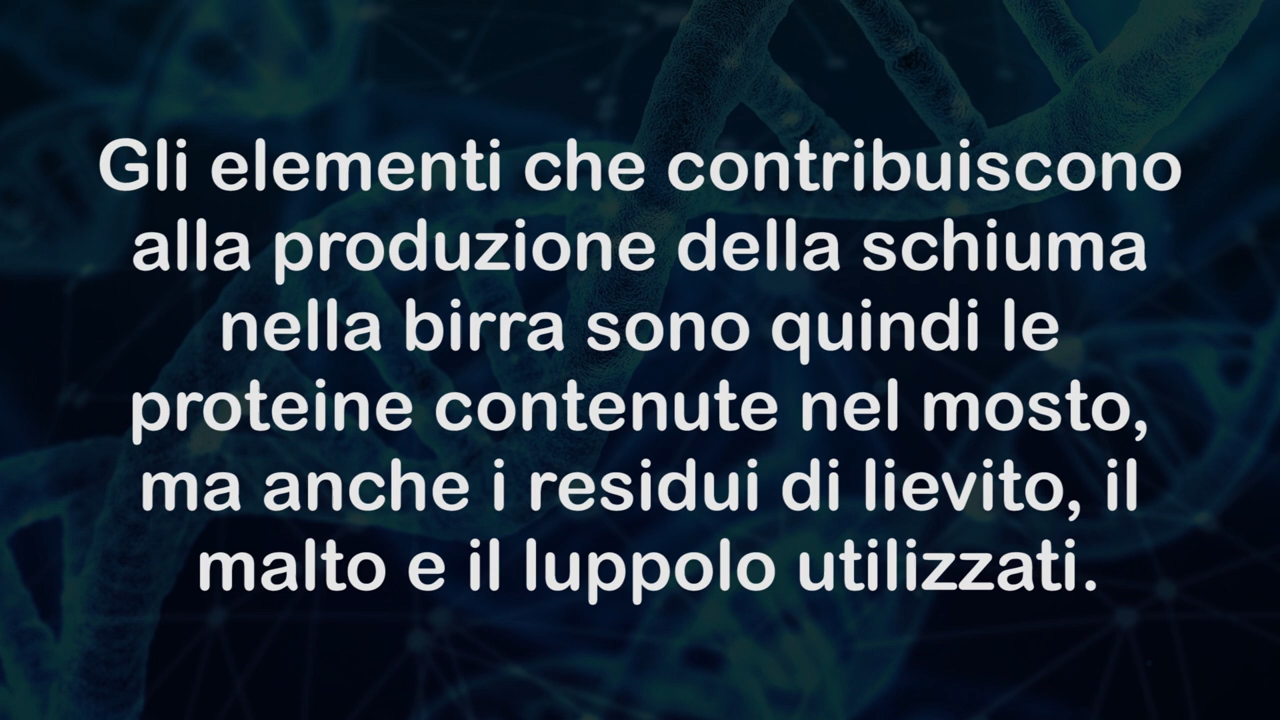 Gli elementi che contribuiscono
alla produzione della schiuma
nella birra sono quindi le
proteine contenute nel mosto,
ma anche i residui di lievito, il
malto e il luppolo utilizzati.